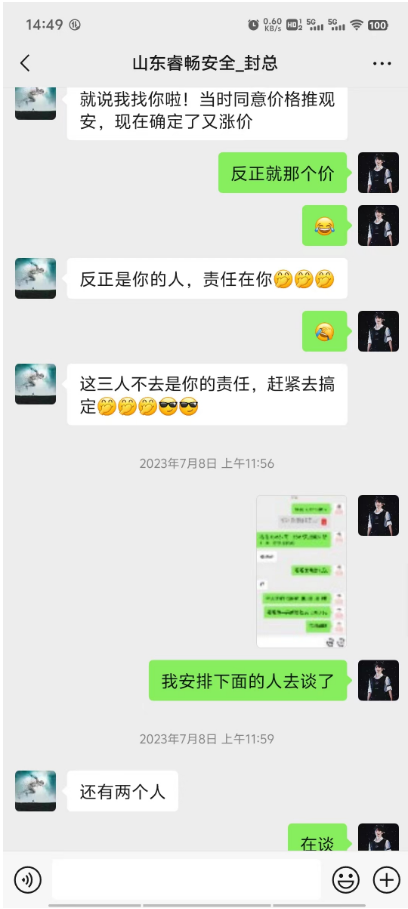 14:49
0.60
KB/s
HD
1
2
5G
5G
100
山东睿畅安全_封总
就说我找你啦！当时同意价格推观
安，现在确定了又涨价
反正就那个价
反正是你的人，责任在你
这三人不去是你的责任，赶紧去搞
定
2023年7月8日 上午11:56
我安排下面的人去谈了
2023年7月8日 上午11:59
还有两个人
在谈